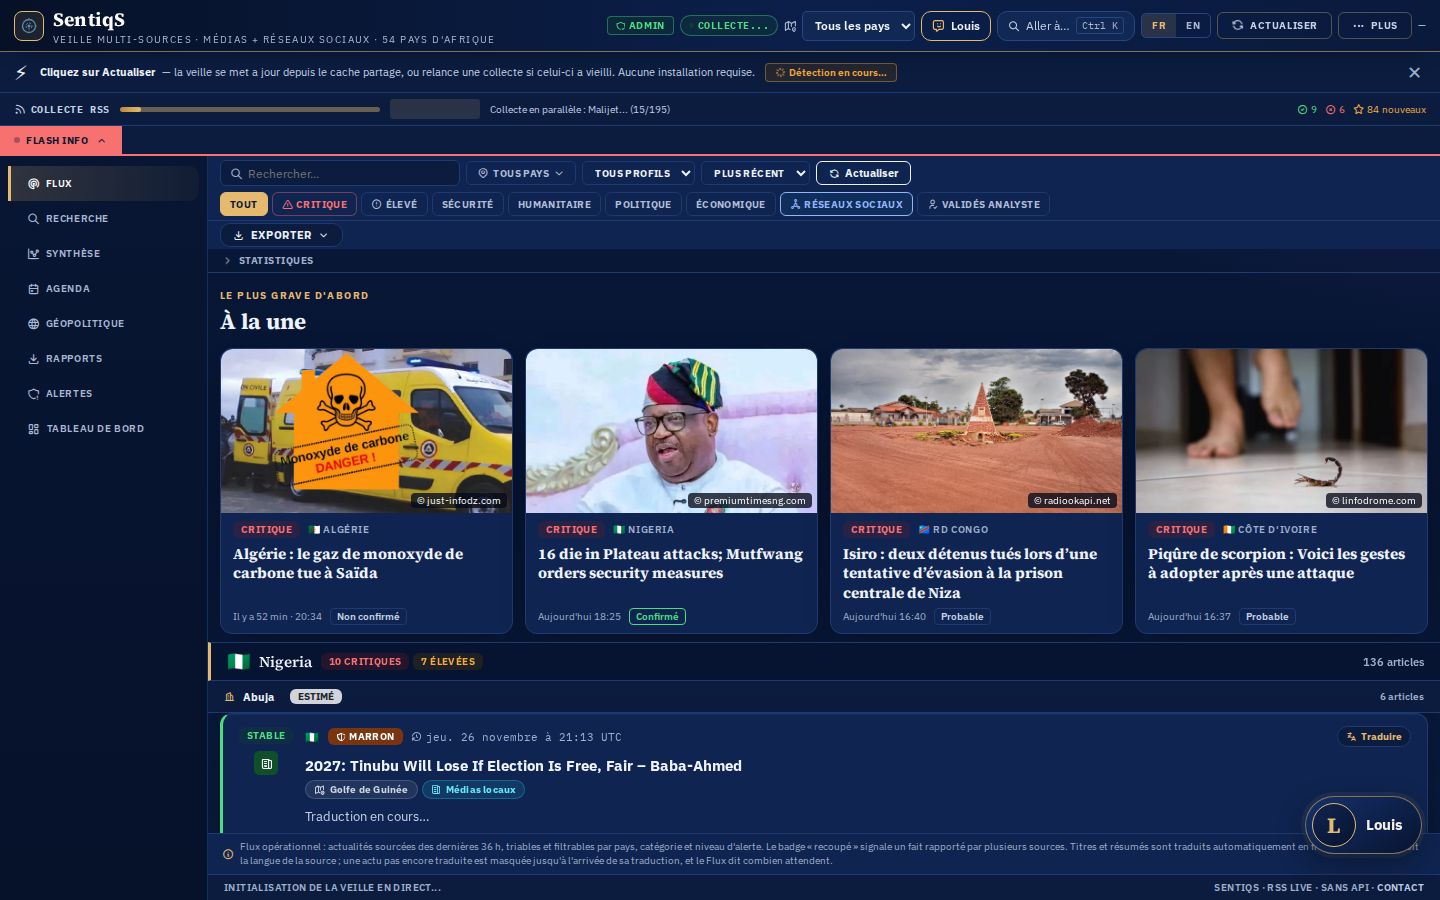 SentiqS
VEILLE MULTI-SOURCES · MÉDIAS + RÉSEAUX SOCIAUX · 54 PAYS D'AFRIQUE
ADMIN
COLLECTE...
Tous les pays
Louis
Aller à... Ctrl K
FR EN
ACTUALISER
PLUS
Cliquez sur Actualiser — la veille se met a jour depuis le cache partage, ou relance une collecte si celui-ci a vieilli. Aucune installation requise.
Détection en cours...
COLLECTE RSS
Collecte en parallèle : Malijet... (15/195)
9 6 84 nouveaux
FLASH INFO
FLUX
RECHERCHE
SYNTHÈSE
AGENDA
GÉOPOLITIQUE
RAPPORTS
ALERTES
TABLEAU DE BORD
Rechercher...
TOUS PAYS
TOUS PROFILS
PLUS RÉCENT
Actualiser
TOUT
CRITIQUE
ÉLEVÉ
SÉCURITÉ
HUMANITAIRE
POLITIQUE
ÉCONOMIQUE
RÉSEAUX SOCIAUX
VALIDÉS ANALYSTE
EXPORTER
STATISTIQUES
LE PLUS GRAVE D'ABORD
À la une
Monoxyde de carbone
DANGER !
© just-infodz.com
CRITIQUE ALGÉRIE
Algérie : le gaz de monoxyde de
carbone tue à Saïda
Il y a 52 min · 20:34 Non confirmé
© premiumtimesng.com
CRITIQUE NIGERIA
16 die in Plateau attacks; Mutfwang
orders security measures
Aujourd'hui 18:25 Confirmé
© radiookapi.net
CRITIQUE RD CONGO
Isiro : deux détenus tués lors d’une
tentative d’évasion à la prison
centrale de Niza
Aujourd'hui 16:40 Probable
© linfodrome.com
CRITIQUE CÔTE D'IVOIRE
Piqûre de scorpion : Voici les gestes
à adopter après une attaque
Aujourd'hui 16:37 Probable
Nigeria 10 CRITIQUES 7 ÉLEVÉES
136 articles
Abuja ESTIMÉ
6 articles
STABLE
MARRON
jeu. 26 novembre à 21:13 UTC
Traduire
2027: Tinubu Will Lose If Election Is Free, Fair – Baba-Ahmed
Golfe de Guinée
Médias locaux
Traduction en cours…
L Louis
Flux opérationnel : actualités sourcées des dernières 36 h, triables et filtrables par pays, catégorie et niveau d'alerte. Le badge « recoupé » signale un fait rapporté par plusieurs sources. Titres et résumés sont traduits automatiquement en
la langue de la source ; une actu pas encore traduite est masquée jusqu'à l'arrivée de sa traduction, et le Flux dit combien attendent.
INITIALISATION DE LA VEILLE EN DIRECT...
SENTIQS · RSS LIVE · SANS API · CONTACT